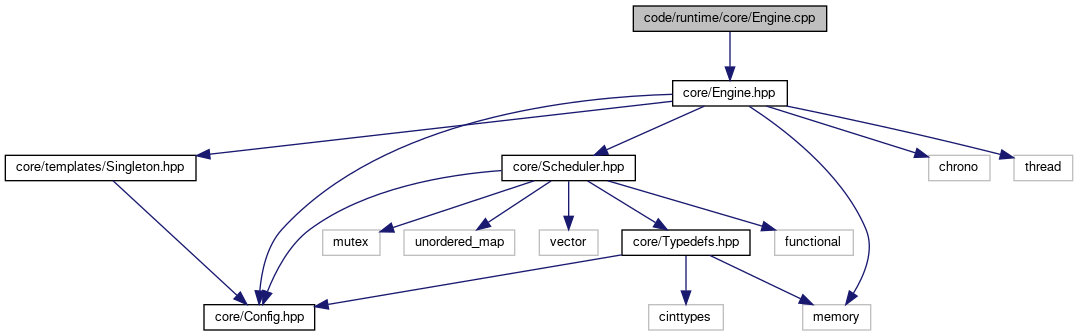 code/runtime/core/Engine.cpp
core/Engine.hpp
core/templates/Singleton.hpp
core/Scheduler.hpp
chrono
thread
mutex
unordered_map
vector
core/Typedefs.hpp
functional
core/Config.hpp
cinttypes
memory